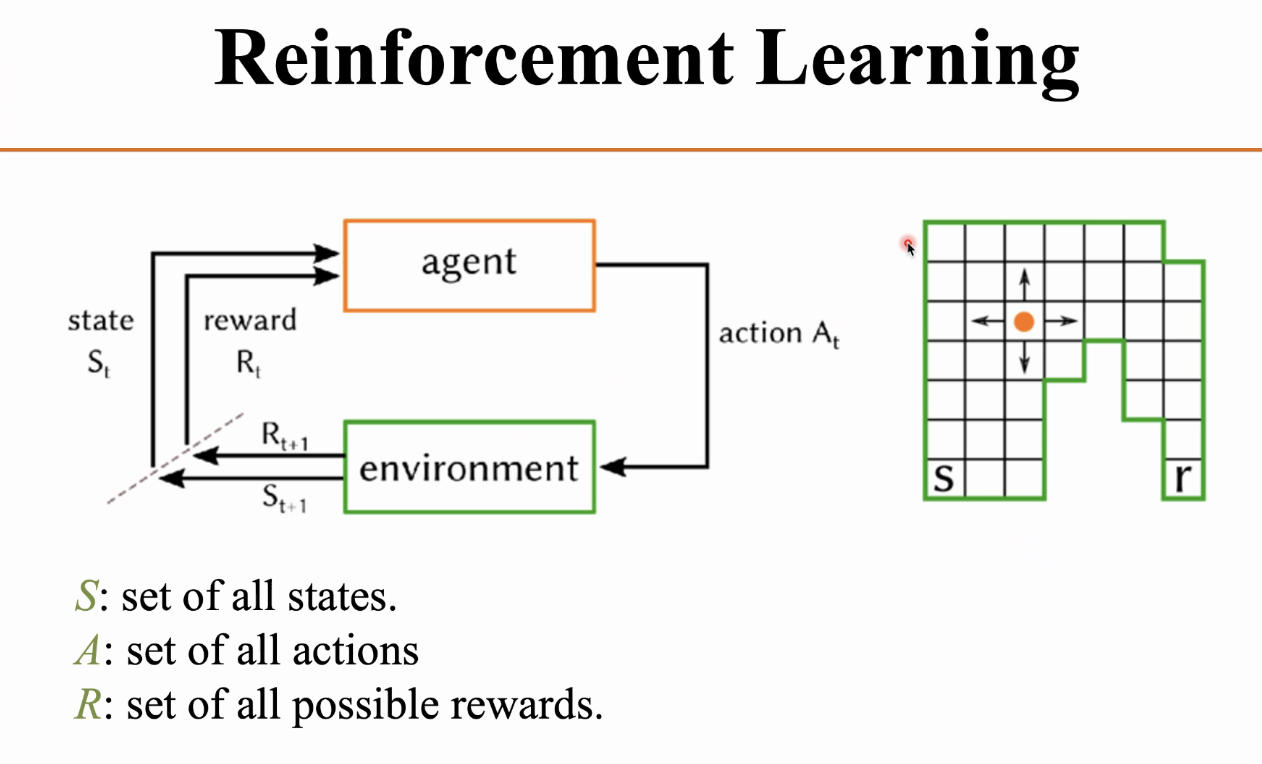 Reinforcement Learning
agent
state
S_t
reward
R_t
action A_t
R_{t+1}
environment
S_{t+1}
s
r
S: set of all states.
A: set of all actions
R: set of all possible rewards.